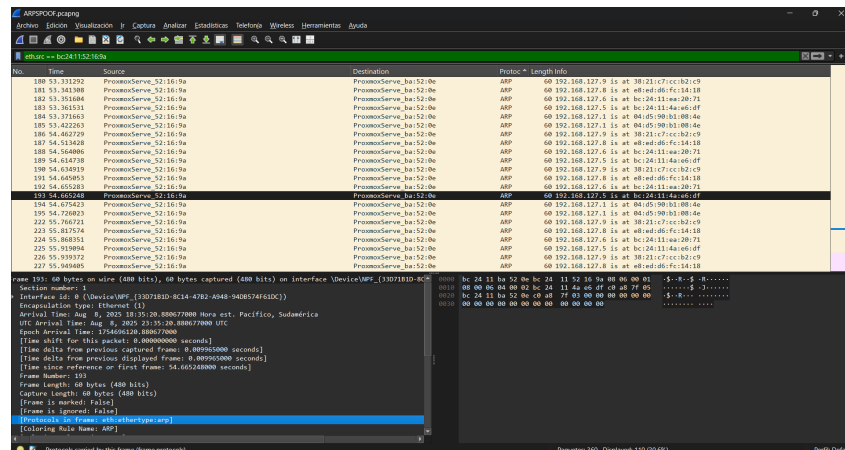 ARPSPOOF.pcapng
Archivo Edición Visualización Ir Captura Analizar Estadísticas Telefonía Wireless Herramientas Ayuda
eth.src == bc:24:11:52:16:9a
No. Time Source Destination Protoc Length Info
180 53.331292 ProxmoxServe_52:16:9a ProxmoxServe_ba:52:0e ARP 60 192.168.127.9 is at 38:21:c7:cc:b2:c9
181 53.341308 ProxmoxServe_52:16:9a ProxmoxServe_ba:52:0e ARP 60 192.168.127.8 is at e8:ed:d6:fc:14:18
182 53.351604 ProxmoxServe_52:16:9a ProxmoxServe_ba:52:0e ARP 60 192.168.127.6 is at bc:24:11:ea:20:71
183 53.361531 ProxmoxServe_52:16:9a ProxmoxServe_ba:52:0e ARP 60 192.168.127.5 is at bc:24:11:4a:e6:df
184 53.371663 ProxmoxServe_52:16:9a ProxmoxServe_ba:52:0e ARP 60 192.168.127.1 is at 04:d5:90:b1:08:4e
185 53.422263 ProxmoxServe_52:16:9a ProxmoxServe_ba:52:0e ARP 60 192.168.127.1 is at 04:d5:90:b1:08:4e
186 54.462729 ProxmoxServe_52:16:9a ProxmoxServe_ba:52:0e ARP 60 192.168.127.9 is at 38:21:c7:cc:b2:c9
187 54.513428 ProxmoxServe_52:16:9a ProxmoxServe_ba:52:0e ARP 60 192.168.127.8 is at e8:ed:d6:fc:14:18
188 54.564006 ProxmoxServe_52:16:9a ProxmoxServe_ba:52:0e ARP 60 192.168.127.6 is at bc:24:11:ea:20:71
189 54.614738 ProxmoxServe_52:16:9a ProxmoxServe_ba:52:0e ARP 60 192.168.127.5 is at bc:24:11:4a:e6:df
190 54.634919 ProxmoxServe_52:16:9a ProxmoxServe_ba:52:0e ARP 60 192.168.127.9 is at 38:21:c7:cc:b2:c9
191 54.645053 ProxmoxServe_52:16:9a ProxmoxServe_ba:52:0e ARP 60 192.168.127.8 is at e8:ed:d6:fc:14:18
192 54.655283 ProxmoxServe_52:16:9a ProxmoxServe_ba:52:0e ARP 60 192.168.127.6 is at bc:24:11:ea:20:71
193 54.665248 ProxmoxServe_52:16:9a ProxmoxServe_ba:52:0e ARP 60 192.168.127.5 is at bc:24:11:4a:e6:df
194 54.675423 ProxmoxServe_52:16:9a ProxmoxServe_ba:52:0e ARP 60 192.168.127.1 is at 04:d5:90:b1:08:4e
195 54.726023 ProxmoxServe_52:16:9a ProxmoxServe_ba:52:0e ARP 60 192.168.127.1 is at 04:d5:90:b1:08:4e
222 55.766721 ProxmoxServe_52:16:9a ProxmoxServe_ba:52:0e ARP 60 192.168.127.9 is at 38:21:c7:cc:b2:c9
223 55.817574 ProxmoxServe_52:16:9a ProxmoxServe_ba:52:0e ARP 60 192.168.127.8 is at e8:ed:d6:fc:14:18
224 55.868351 ProxmoxServe_52:16:9a ProxmoxServe_ba:52:0e ARP 60 192.168.127.6 is at bc:24:11:ea:20:71
225 55.919094 ProxmoxServe_52:16:9a ProxmoxServe_ba:52:0e ARP 60 192.168.127.5 is at bc:24:11:4a:e6:df
226 55.939372 ProxmoxServe_52:16:9a ProxmoxServe_ba:52:0e ARP 60 192.168.127.9 is at 38:21:c7:cc:b2:c9
227 55.949405 ProxmoxServe_52:16:9a ProxmoxServe_ba:52:0e ARP 60 192.168.127.8 is at e8:ed:d6:fc:14:18
rame 193: 60 bytes on wire (480 bits), 60 bytes captured (480 bits) on interface \Device\NPF_{33D71B1D-8C
Section number: 1
Interface id: 0 (\Device\NPF_{33D71B1D-8C14-47B2-A948-94DB574F61DC})
Encapsulation type: Ethernet (1)
Arrival Time: Aug 8, 2025 18:35:20.880677000 Hora est. Pacífico, Sudamérica
UTC Arrival Time: Aug 8, 2025 23:35:20.880677000 UTC
Epoch Arrival Time: 1754696120.880677000
[Time shift for this packet: 0.000000000 seconds]
[Time delta from previous captured frame: 0.009965000 seconds]
[Time delta from previous displayed frame: 0.009965000 seconds]
[Time since reference or first frame: 54.665248000 seconds]
Frame Number: 193
Frame Length: 60 bytes (480 bits)
Capture Length: 60 bytes (480 bits)
[Frame is marked: False]
[Frame is ignored: False]
[Protocols in frame: eth:ethertype:arp]
[Coloring Rule Name: ARP]
0000 bc 24 11 ba 52 0e bc 24 11 52 16 9a 08 06 00 01 ·$··R··$ ·R······
0010 08 00 06 04 00 02 bc 24 11 4a e6 df c0 a8 7f 05 ·······$ ·J······
0020 bc 24 11 ba 52 0e c0 a8 7f 03 00 00 00 00 00 00 ·$··R··· ········
0030 00 00 00 00 00 00 00 00 00 00 00 00 ········ ····